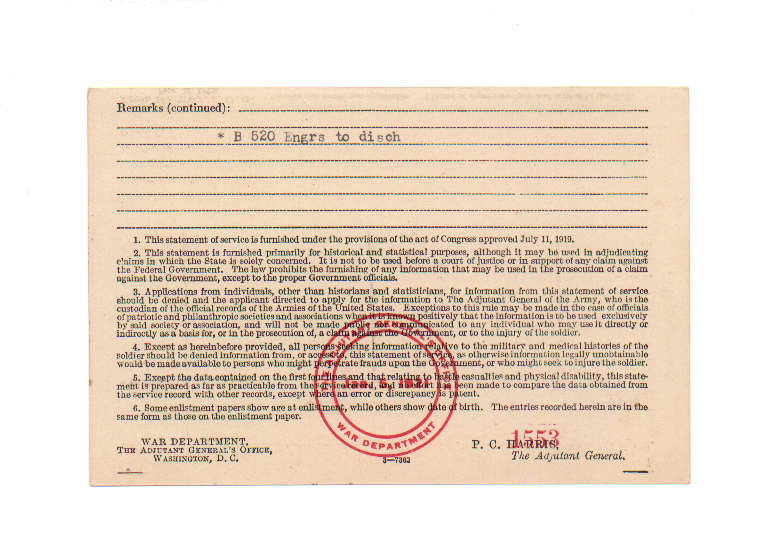 Remarks (continued):
* B 520 Engrs to disch
1. This statement of service is furnished under the provisions of the act of Congress approved July 11, 1919.
2. This statement is furnished primarily for historical and statistical purposes, although it may be used in adjudicating
claims in which the State is solely concerned. It is not to be used before a court of justice or in support of any claim against
the Federal Government. The law prohibits the furnishing of any information that may be used in the prosecution of a claim
against the Government, except to the proper Government officials.
3. Applications from individuals, other than historians and statisticians, for information from this statement of service
should be denied and the applicant directed to apply for the information to The Adjutant General of the Army, who is the
custodian of the official records of the Armies of the United States. Exceptions to this rule may be made in the case of officials
of patriotic and philanthropic societies and associations when it is known positively that the information is to be used exclusively
by said society or association, and will not be made public nor communicated to any individual who may use it directly or
indirectly as a basis for, or in the prosecution of, a claim against the Government, or to the injury of the soldier.
4. Except as hereinbefore provided, all persons seeking information relative to the military and medical histories of the
soldier should be denied information from, or access to, this statement of service, as otherwise information legally unobtainable
would be made available to persons who might perpetrate frauds upon the Government, or who might seek to injure the soldier.
5. Except the data contained on the first four lines and that relating to battle casualties and physical disability, this state-
ment is prepared as far as practicable from the service record, and no effort has been made to compare the data obtained from
the service record with other records, except where an error or discrepancy is patent.
6. Some enlistment papers show age at enlistment, while others show date of birth. The entries recorded herein are in the
same form as those on the enlistment paper.
WAR DEPARTMENT,
THE ADJUTANT GENERAL'S OFFICE,
WASHINGTON, D. C.
WAR DEPARTMENT
3—7302
1553
P. C. HARRIS,
The Adjutant General.